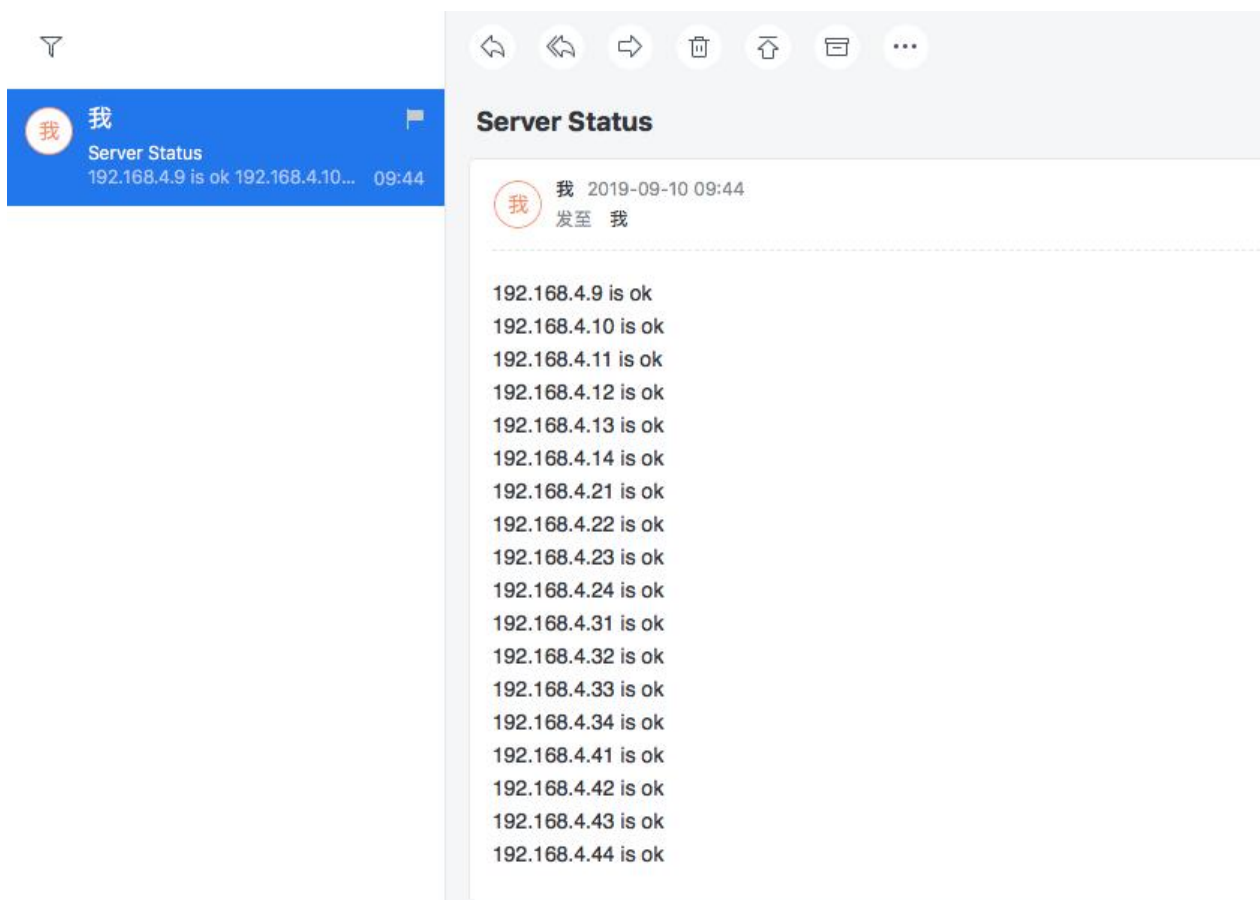 我
我
Server Status
192.168.4.9 is ok 192.168.4.10... 09:44
Server Status
我
我 2019-09-10 09:44
发至 我
192.168.4.9 is ok
192.168.4.10 is ok
192.168.4.11 is ok
192.168.4.12 is ok
192.168.4.13 is ok
192.168.4.14 is ok
192.168.4.21 is ok
192.168.4.22 is ok
192.168.4.23 is ok
192.168.4.24 is ok
192.168.4.31 is ok
192.168.4.32 is ok
192.168.4.33 is ok
192.168.4.34 is ok
192.168.4.41 is ok
192.168.4.42 is ok
192.168.4.43 is ok
192.168.4.44 is ok